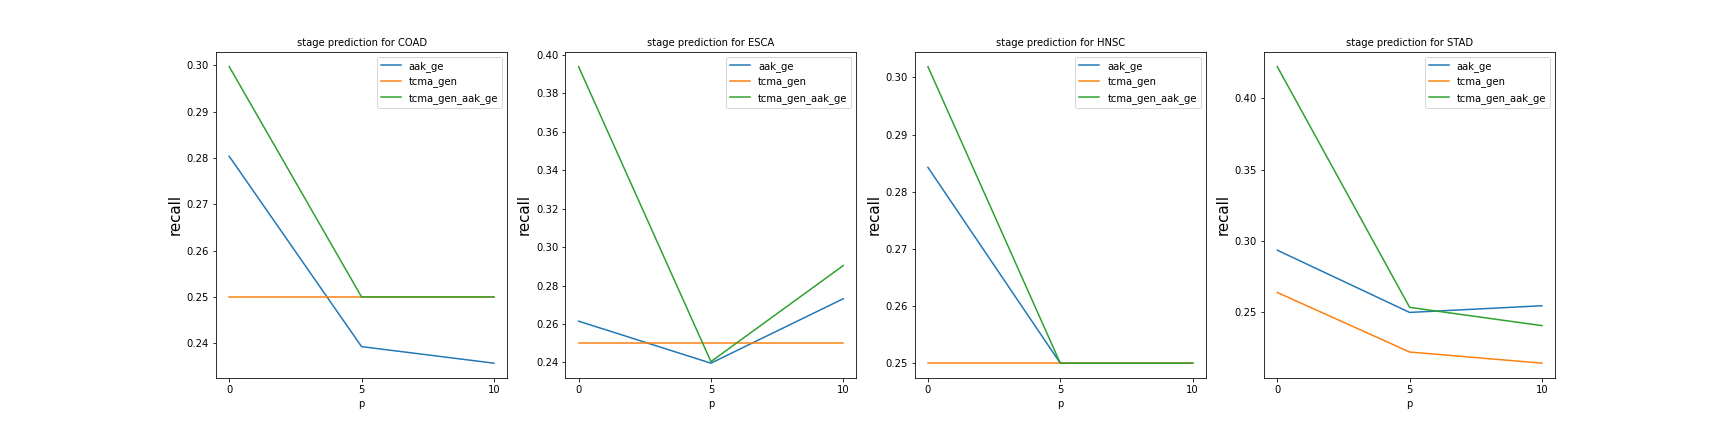 stage prediction for COAD
0.30
0.29
0.28
0.27
0.26
0.25
0.24
recall
0
5
10
p
aak_ge
tcma_gen
tcma_gen_aak_ge
stage prediction for ESCA
0.40
0.38
0.36
0.34
0.32
0.30
0.28
0.26
0.24
recall
0
5
10
p
aak_ge
tcma_gen
tcma_gen_aak_ge
stage prediction for HNSC
0.30
0.29
0.28
0.27
0.26
0.25
recall
0
5
10
p
aak_ge
tcma_gen
tcma_gen_aak_ge
stage prediction for STAD
0.40
0.35
0.30
0.25
recall
0
5
10
p
aak_ge
tcma_gen
tcma_gen_aak_ge